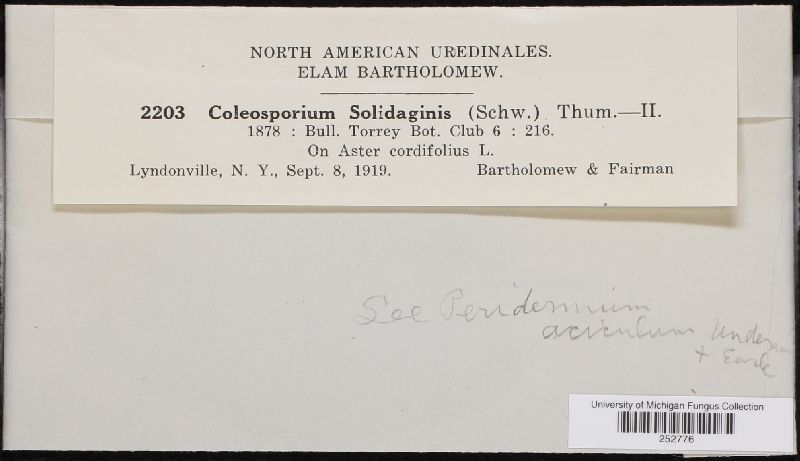 NORTH AMERICAN UREDINALES.
ELAM BARTHOLOMEW.
2203 Coleosporium Solidaginis (Schw.) Thum.—II.
1878 : Bull. Torrey Bot. Club 6 : 216.
On Aster cordifolius L.
Lyndonville, N. Y., Sept. 8, 1919. Bartholomew & Fairman
See Peridermium
aciculum Underw
+ Earle
University of Michigan Fungus Collection
252776